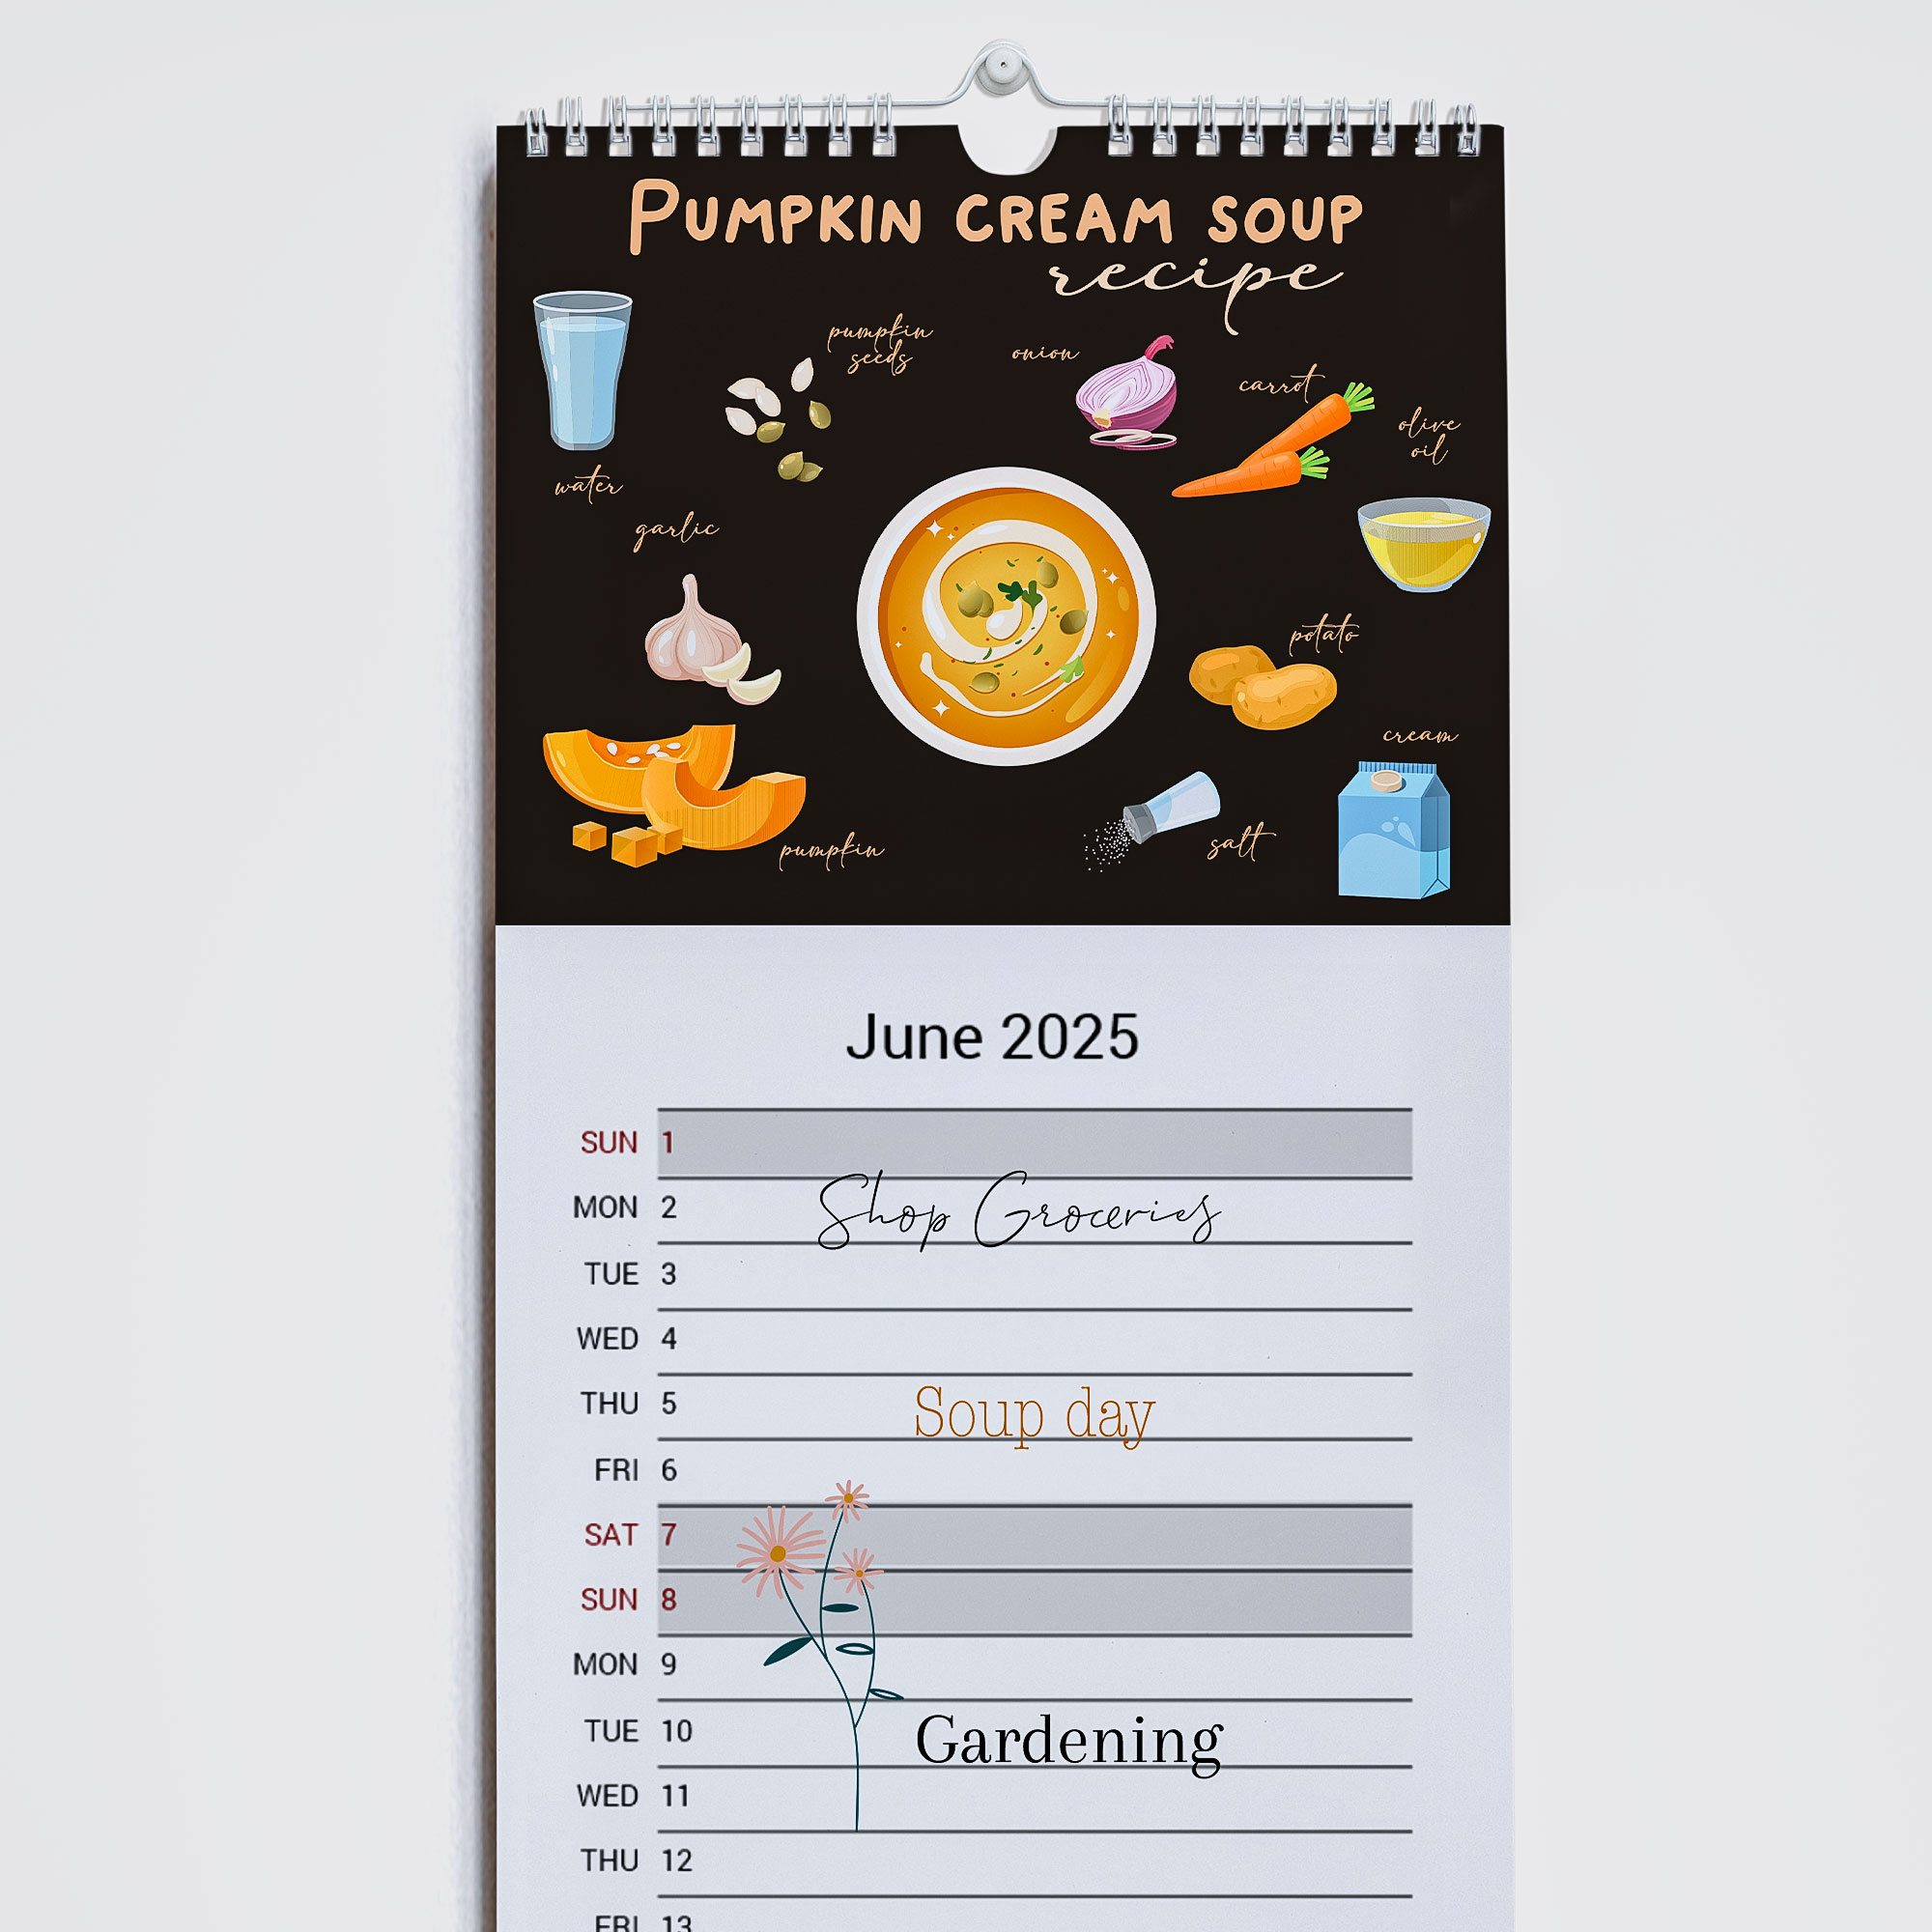 PUMPKIN CREAM SOUP
recipe
pumpkin
seeds
onion
carrot
olive
oil
water
garlic
potato
cream
pumpkin
salt
June 2025
SUN 1
MON 2 Shop Groceries
TUE 3
WED 4
THU 5 Soup day
FRI 6
SAT 7
SUN 8
MON 9
TUE 10 Gardening
WED 11
THU 12
FRI 13